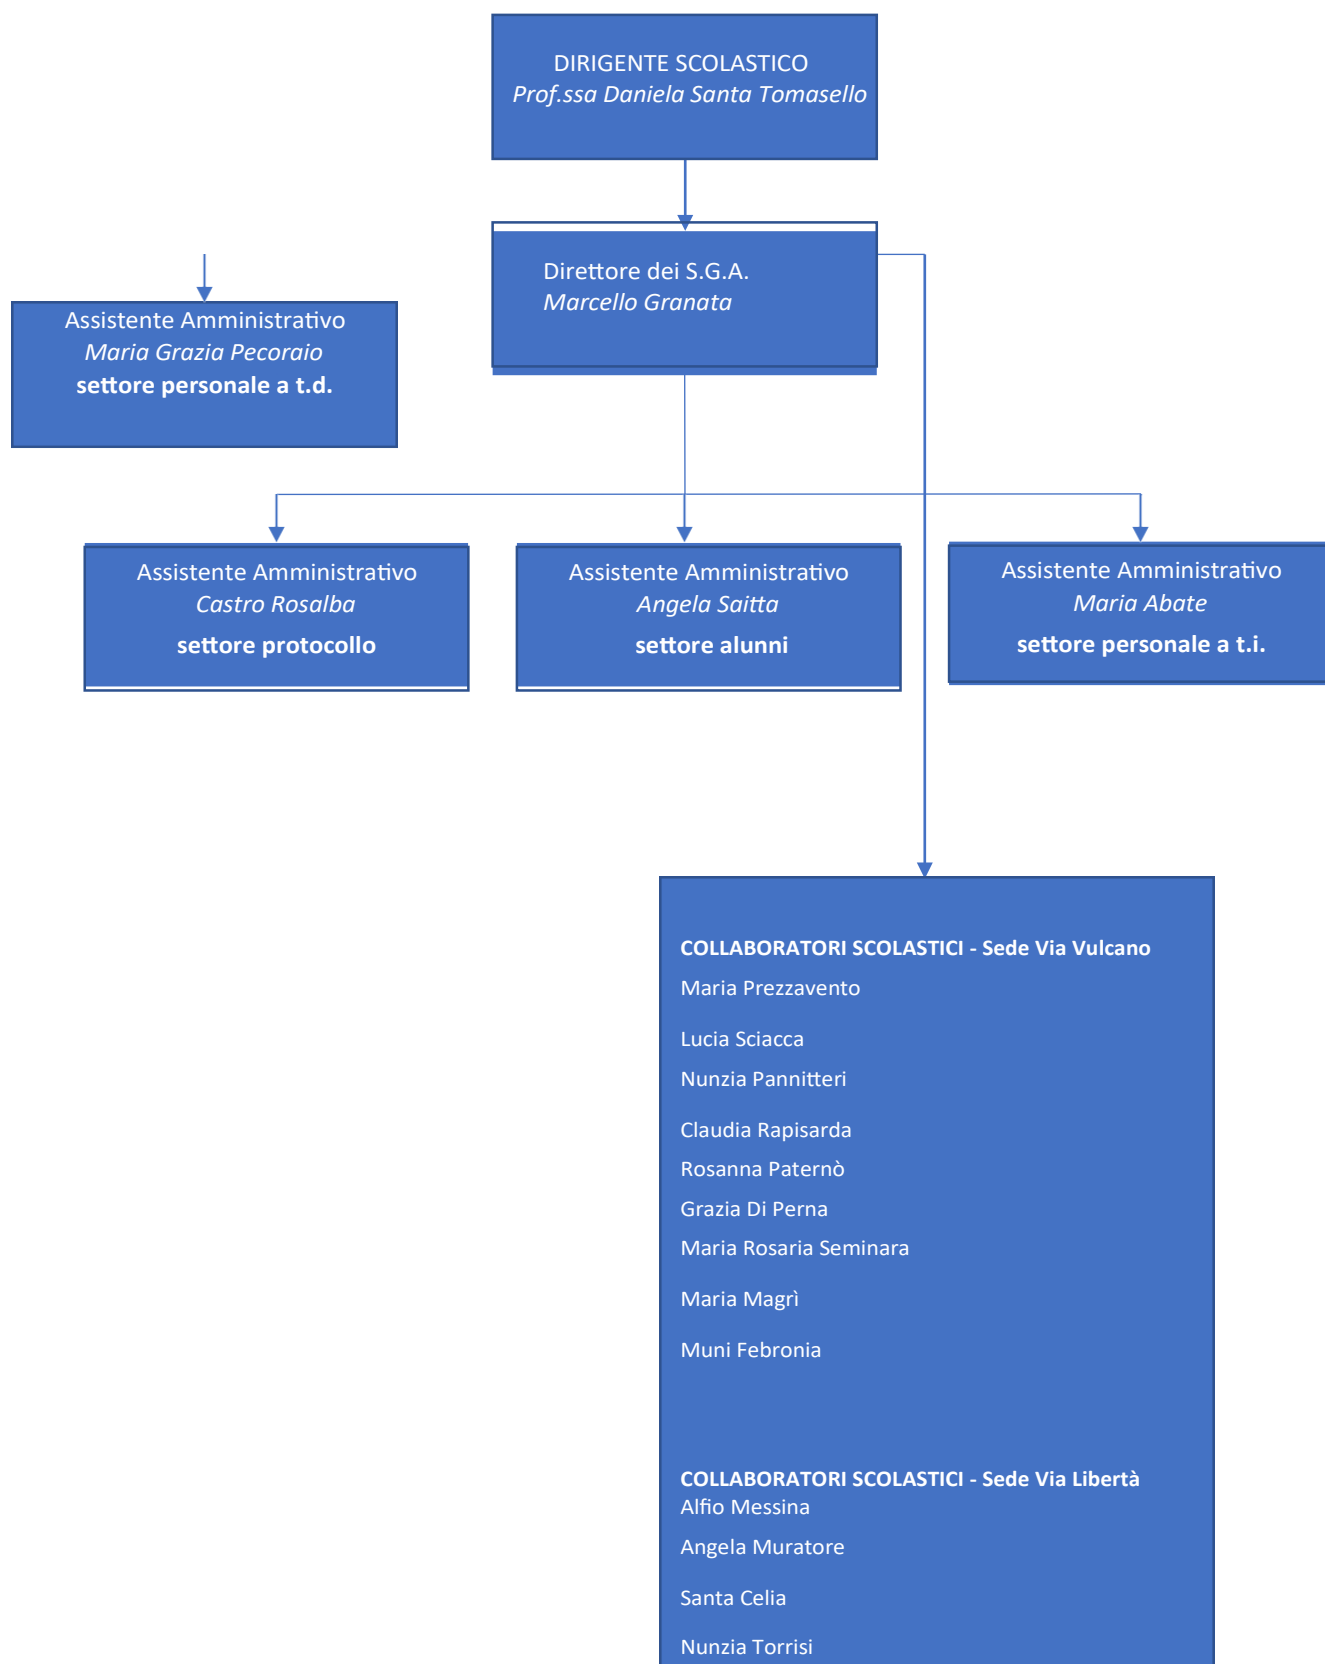 DIRIGENTE SCOLASTICO
Prof.ssa Daniela Santa Tomasello
Direttore dei S.G.A.
Marcello Granata
Assistente Amministrativo
Maria Grazia Pecoraio
settore personale a t.d.
Assistente Amministrativo
Castro Rosalba
settore protocollo
Assistente Amministrativo
Angela Saitta
settore alunni
Assistente Amministrativo
Maria Abate
settore personale a t.i.
COLLABORATORI SCOLASTICI - Sede Via Vulcano
Maria Prezzavento
Lucia Sciacca
Nunzia Pannitteri
Claudia Rapisarda
Rosanna Paternò
Grazia Di Perna
Maria Rosaria Seminara
Maria Magrì
Muni Febronia
COLLABORATORI SCOLASTICI - Sede Via Libertà
Alfio Messina
Angela Muratore
Santa Celia
Nunzia Torrisi